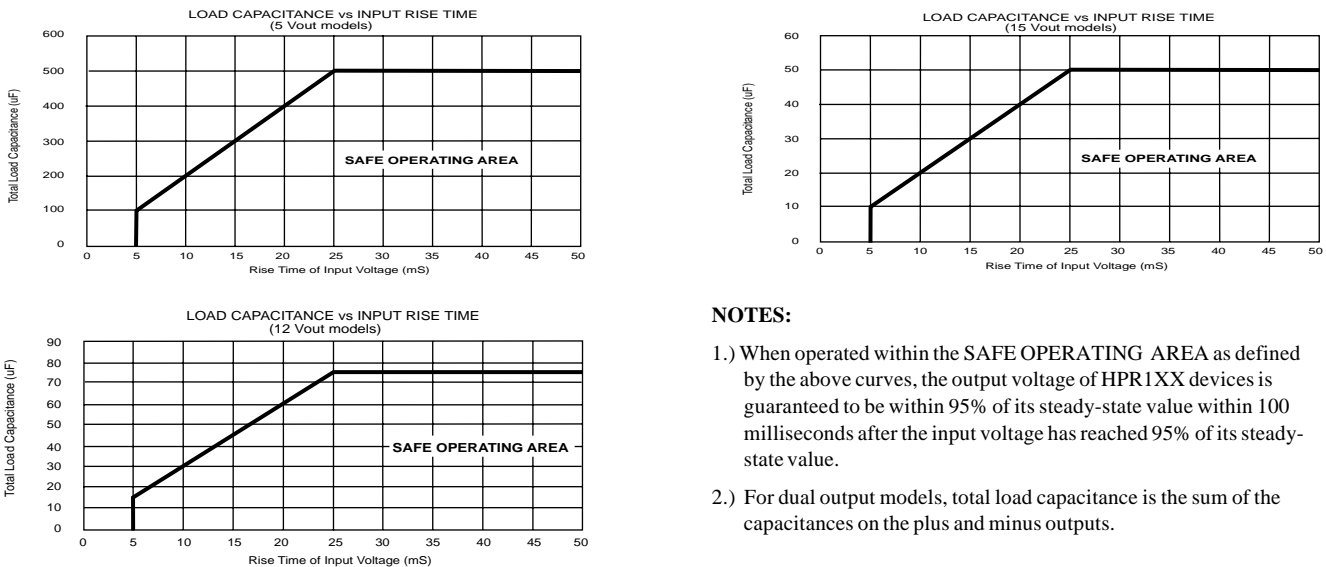 LOAD CAPACITANCE vs INPUT RISE TIME
(5 Vout models)
Total Load Capacitance (uF)
600
500
400
300
200
100
0
SAFE OPERATING AREA
0 5 10 15 20 25 30 35 40 45 50
Rise Time of Input Voltage (mS)
LOAD CAPACITANCE vs INPUT RISE TIME
(15 Vout models)
Total Load Capacitance (uF)
60
50
40
30
20
10
0
SAFE OPERATING AREA
0 5 10 15 20 25 30 35 40 45 50
Rise Time of Input Voltage (mS)
LOAD CAPACITANCE vs INPUT RISE TIME
(12 Vout models)
Total Load Capacitance (uF)
90
80
70
60
50
40
30
20
10
0
SAFE OPERATING AREA
0 5 10 15 20 25 30 35 40 45 50
Rise Time of Input Voltage (mS)
NOTES:
1.) When operated within the SAFE OPERATING AREA as defined
by the above curves, the output voltage of HPR1XX devices is
guaranteed to be within 95% of its steady-state value within 100
milliseconds after the input voltage has reached 95% of its steady-
state value.
2.) For dual output models, total load capacitance is the sum of the
capacitances on the plus and minus outputs.